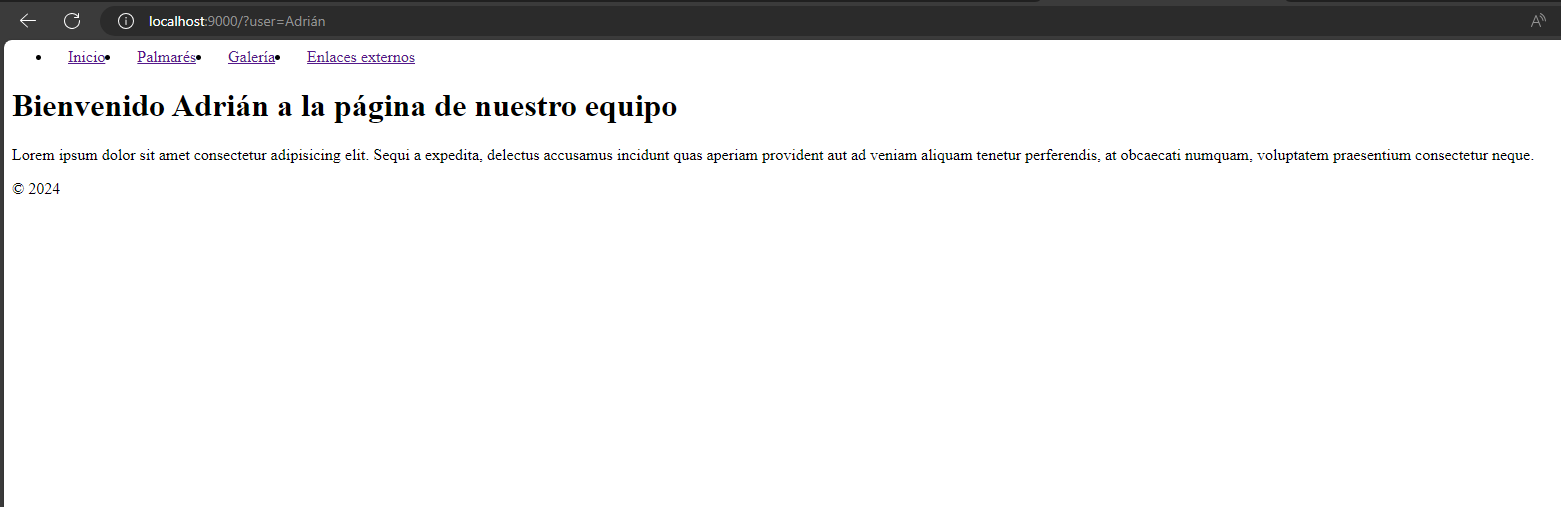 localhost:9000/?user=Adrián
A
• Inicio • Palmarés • Galería • Enlaces externos
Bienvenido Adrián a la página de nuestro equipo
Lorem ipsum dolor sit amet consectetur adipisicing elit. Sequi a expedita, delectus accusamus incidunt quas aperiam provident aut ad veniam aliquam tenetur perferendis, at obcaecati numquam, voluptatem praesentium consectetur neque.
© 2024